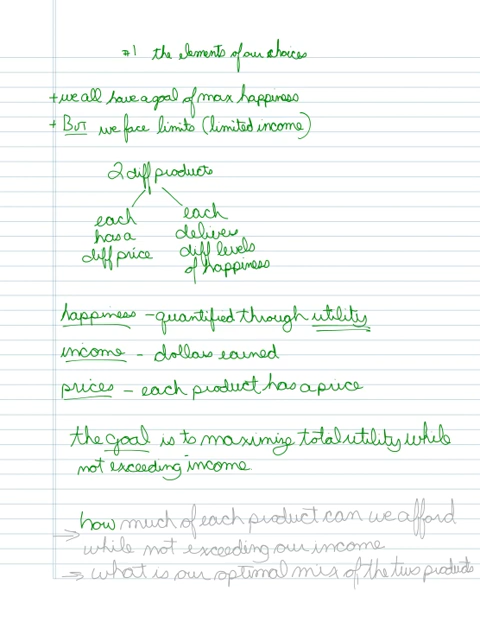 #1 the elements of our choices
+ we all have a goal of max happiness
+ BUT we face limits (limited income)
2 diff products
each has a diff price
each delivers diff levels of happiness
happiness - quantified through utility
income - dollars earned
prices - each product has a price
the goal is to maximize total utility while
not exceeding income
how much of each product can we afford
→ while not exceeding our income
⇒ what is our optimal mix of the two products